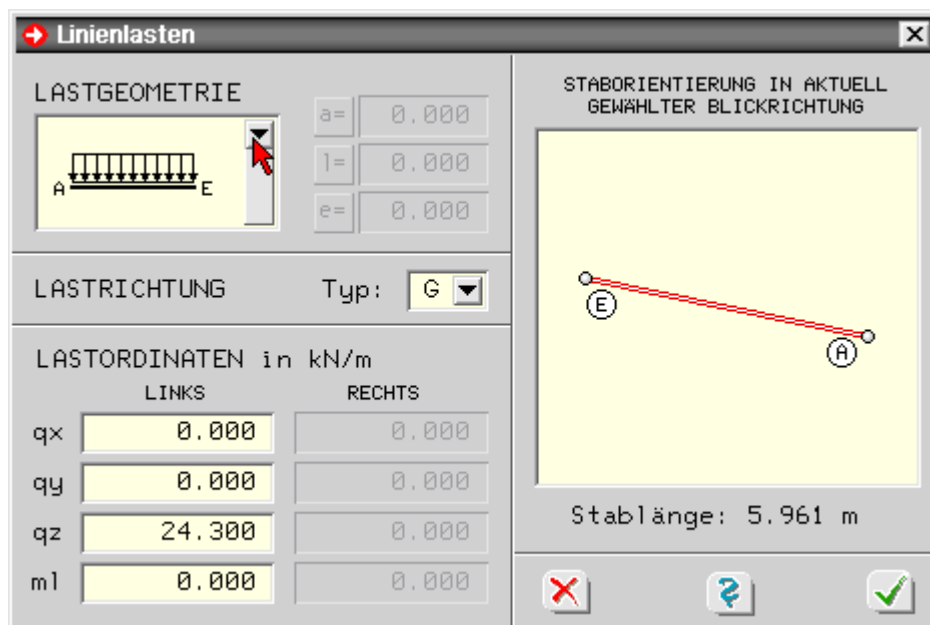 Linienlasten
LASTGEOMETRIE
A E
a= 0.000
l= 0.000
e= 0.000
LASTRICHTUNG Typ: G
LASTORDINATEN in kN/m
LINKS RECHTS
qx 0.000 0.000
qy 0.000 0.000
qz 24.300 0.000
ml 0.000 0.000
STABORIENTIERUNG IN AKTUELL
GEWÄHLTER BLICKRICHTUNG
E
A
Stablänge: 5.961 m